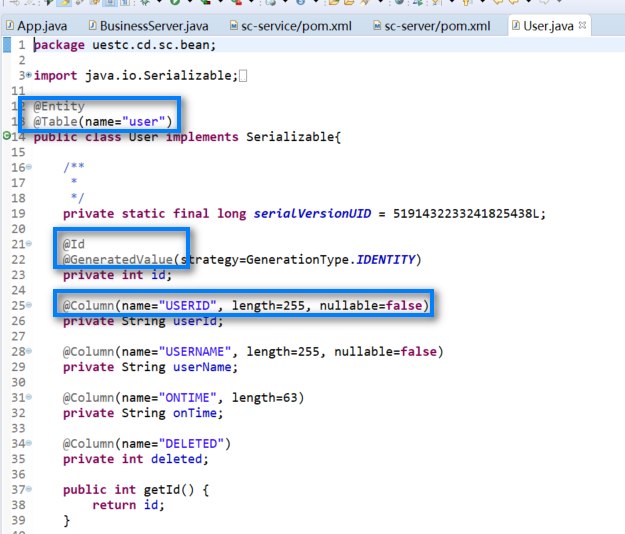 App.java BusinessServer.java sc-service/pom.xml sc-server/pom.xml User.java
1 package uestc.cd.sc.bean;
2
3 import java.io.Serializable;
11
12 @Entity
13 @Table(name="user")
14 public class User implements Serializable{
15
16 /**
17 *
18 */
19 private static final long serialVersionUID = 5191432233241825438L;
20
21 @Id
22 @GeneratedValue(strategy=GenerationType.IDENTITY)
23 private int id;
24
25 @Column(name="USERID", length=255, nullable=false)
26 private String userId;
27
28 @Column(name="USERNAME", length=255, nullable=false)
29 private String userName;
30
31 @Column(name="ONTIME", length=63)
32 private String onTime;
33
34 @Column(name="DELETED")
35 private int deleted;
36
37 public int getId() {
38 return id;
39 }